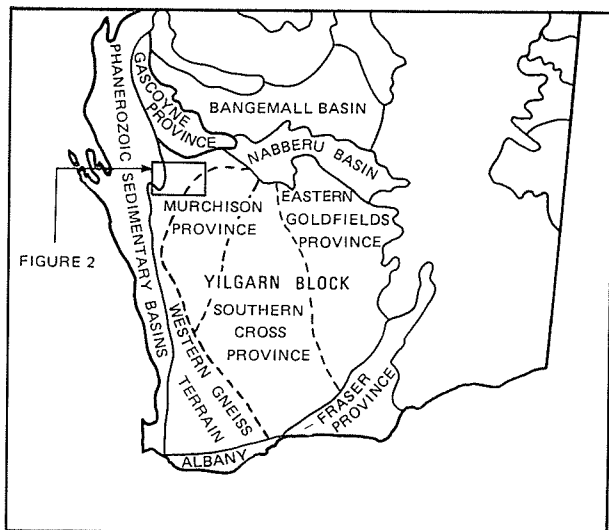 PHANEROZOIC SEDIMENTARY BASINS
GASCOYNE
PROVINCE
BANGEMALL BASIN
NABBERU BASIN
MURCHISON
PROVINCE
EASTERN
GOLDFIELDS
PROVINCE
FIGURE 2
YILGARN BLOCK
SOUTHERN
CROSS
PROVINCE
WESTERN GNEISS
TERRAIN
FRASER
PROVINCE
ALBANY